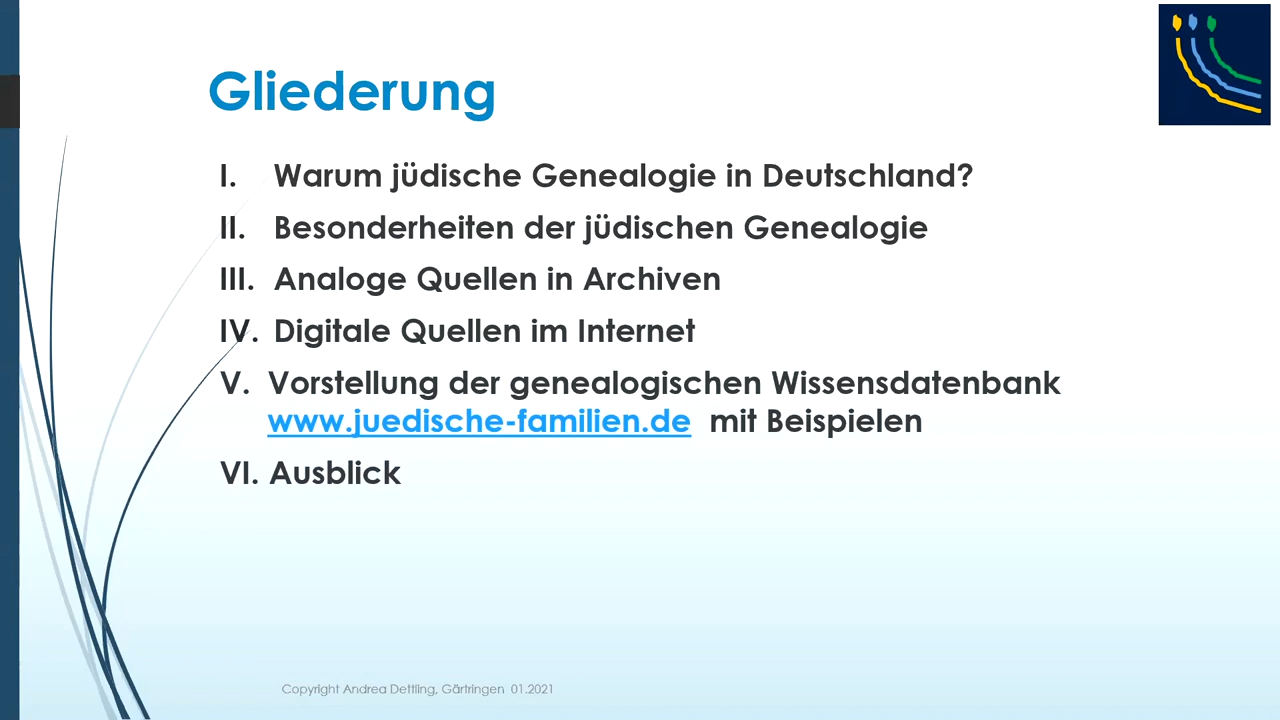 Gliederung
I. Warum jüdische Genealogie in Deutschland?
II. Besonderheiten der jüdischen Genealogie
III. Analoge Quellen in Archiven
IV. Digitale Quellen im Internet
V. Vorstellung der genealogischen Wissensdatenbank
www.juedische-familien.de mit Beispielen
VI. Ausblick
Copyright Andrea Dettling, Gärtringen 01.2021